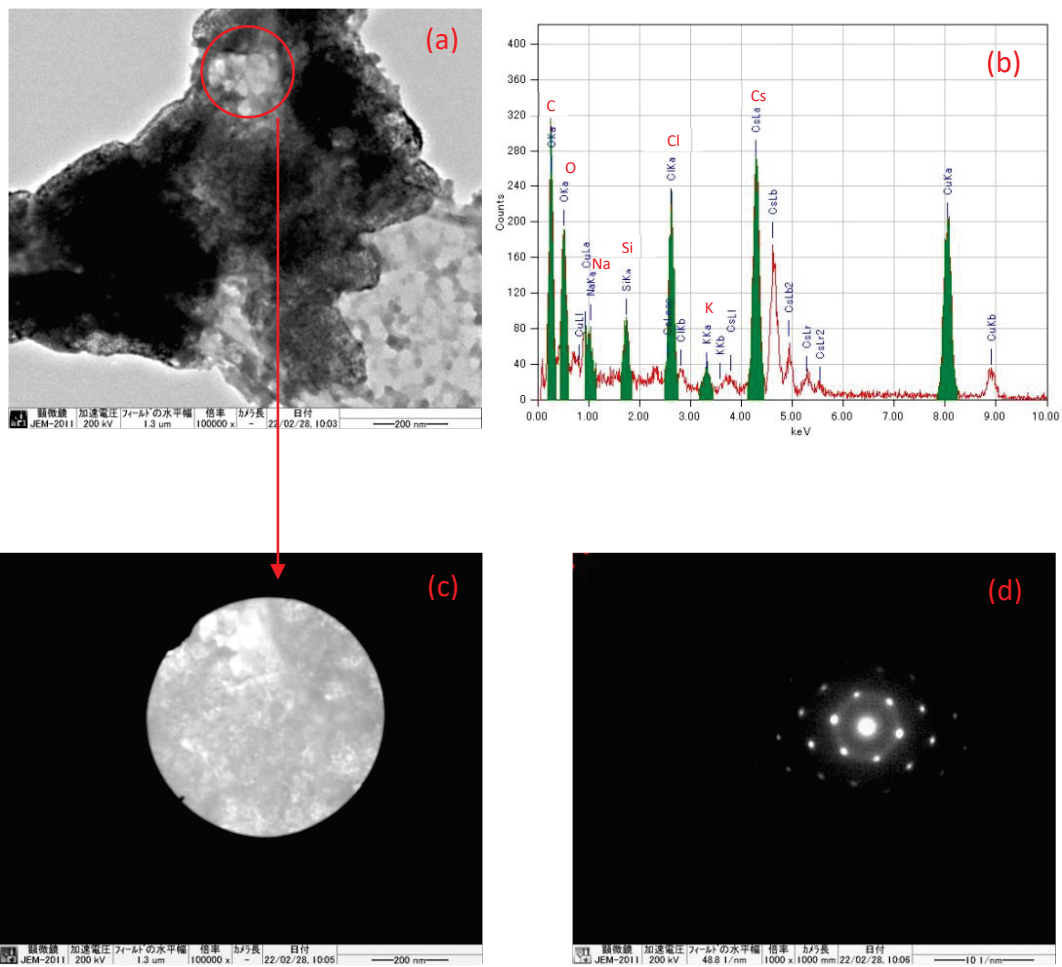 (a)
顕微鏡 加速電圧 フィールドの水平幅 倍率 カメラ長 日付
JEM-2011 200 kV 1.3 um 100000 x - 22/02/28, 10:03 200 nm
(b)
400
360
320
280
240
200
160
120
80
40
0
Counts
C
OKa
O
OKa
CuLl
CuLa
Na
NaKa
Si
SiKa
Cl
ClKa
CsLesc
ClKb
K
KKa
KKb
CsLl
Cs
CsLa
CsLb
CsLb2
CsLr
CsLr2
CuKa
CuKb
0.00 1.00 2.00 3.00 4.00 5.00 6.00 7.00 8.00 9.00 10.00
keV
(c)
顕微鏡 加速電圧 フィールドの水平幅 倍率 カメラ長 日付
JEM-2011 200 kV 1.3 um 100000 x - 22/02/28, 10:05 200 nm
(d)
顕微鏡 加速電圧 フィールドの水平幅 倍率 カメラ長 日付
JEM-2011 200 kV 48.8 1/nm 1000 x 1000 mm 22/02/28, 10:06 10 1/nm